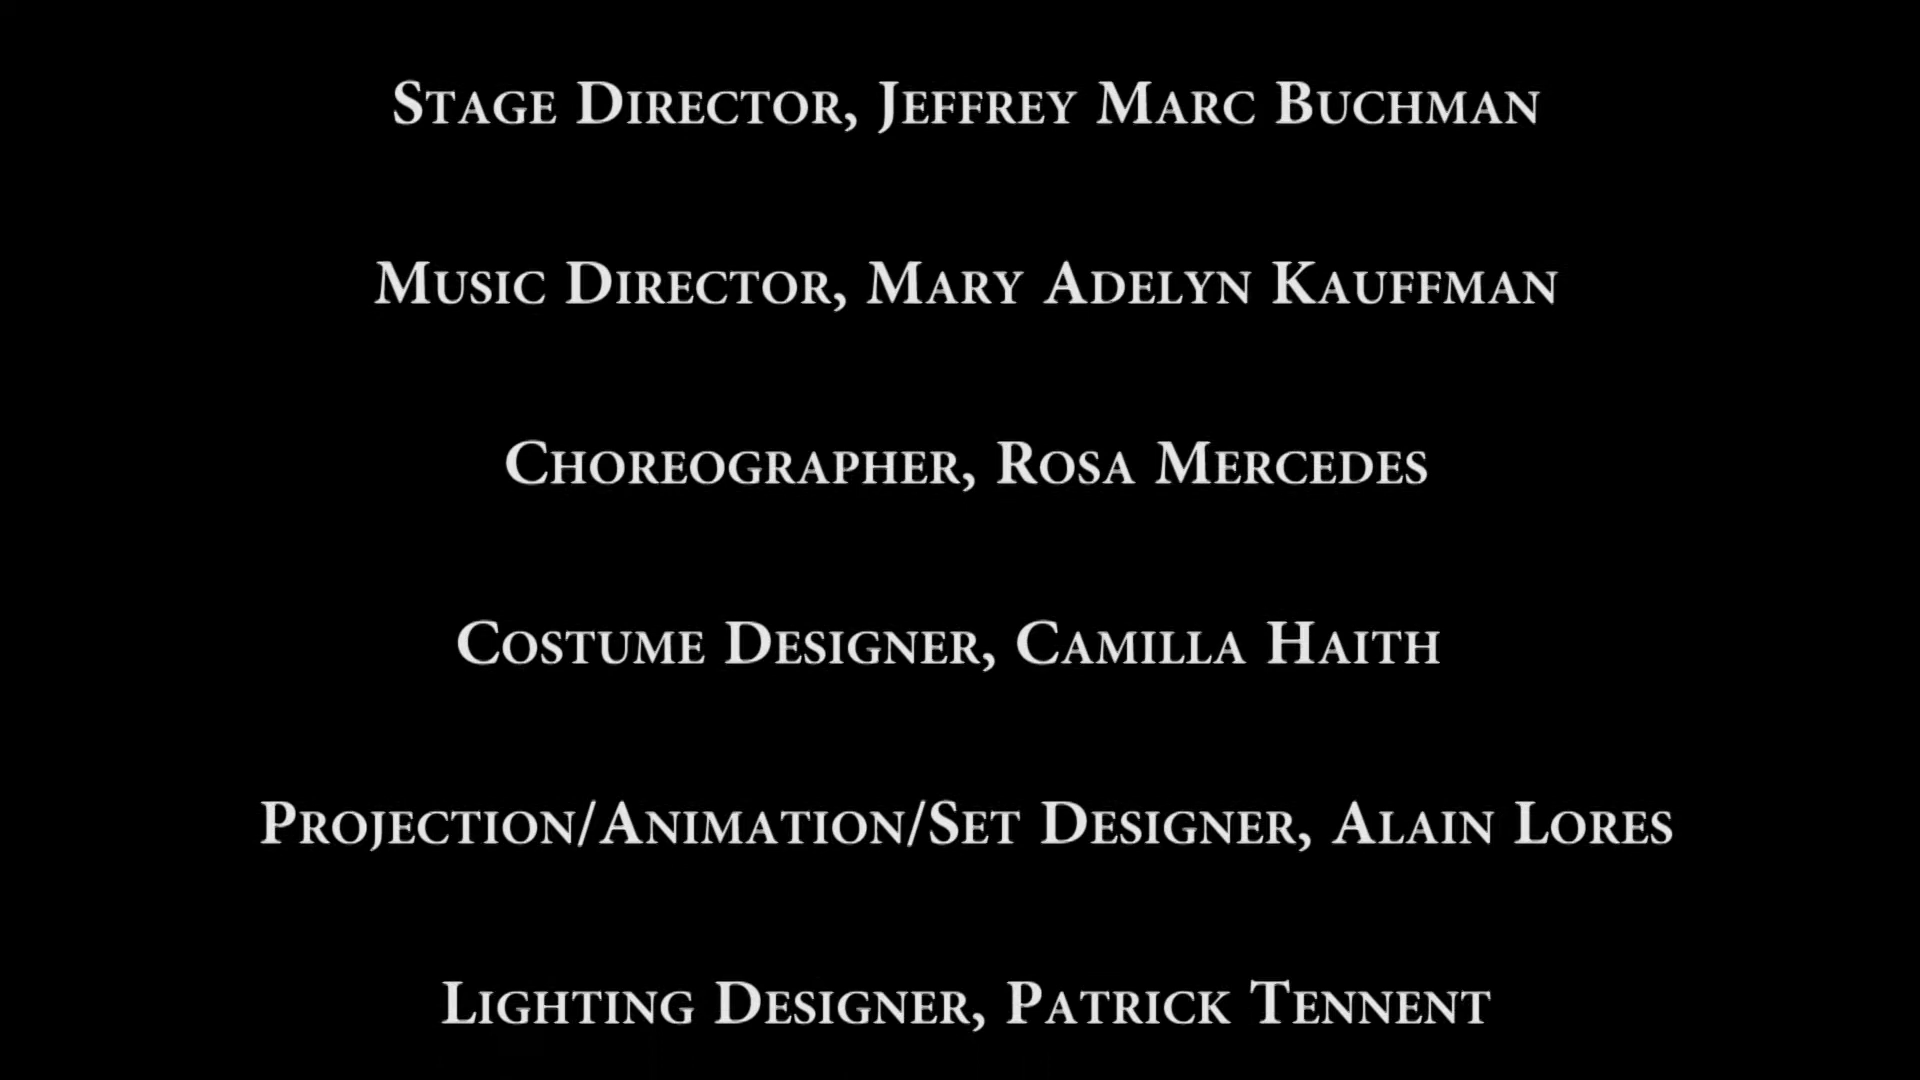 Stage Director, Jeffrey Marc Buchman
Music Director, Mary Adelyn Kauffman
Choreographer, Rosa Mercedes
Costume Designer, Camilla Haith
Projection/Animation/Set Designer, Alain Lores
Lighting Designer, Patrick Tennent